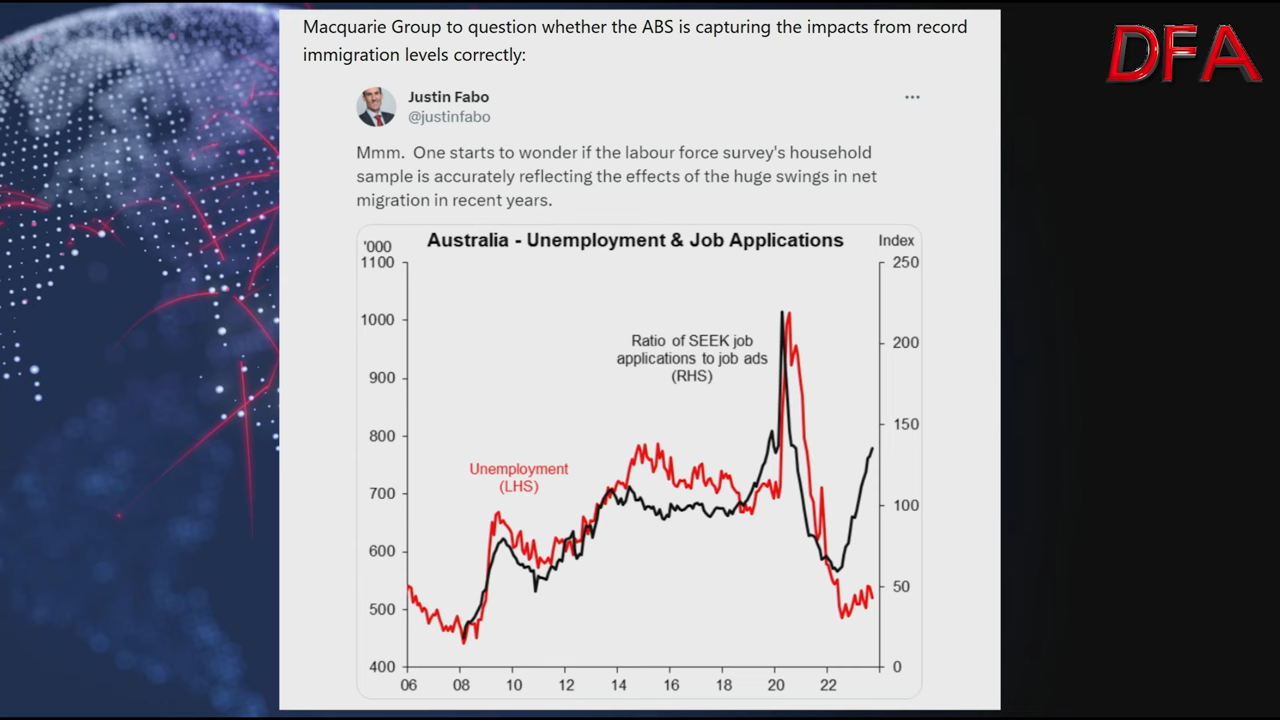 Macquarie Group to question whether the ABS is capturing the impacts from record
immigration levels correctly:
DFA
Justin Fabo
@justinfabo
Mmm. One starts to wonder if the labour force survey's household
sample is accurately reflecting the effects of the huge swings in net
migration in recent years.
'000
Australia - Unemployment & Job Applications
Index
1100
250
1000
200
Ratio of SEEK job
applications to job ads
(RHS)
900
800
150
Unemployment
(LHS)
700
100
600
50
500
400
0
06
08
10
12
14
16
18
20
22